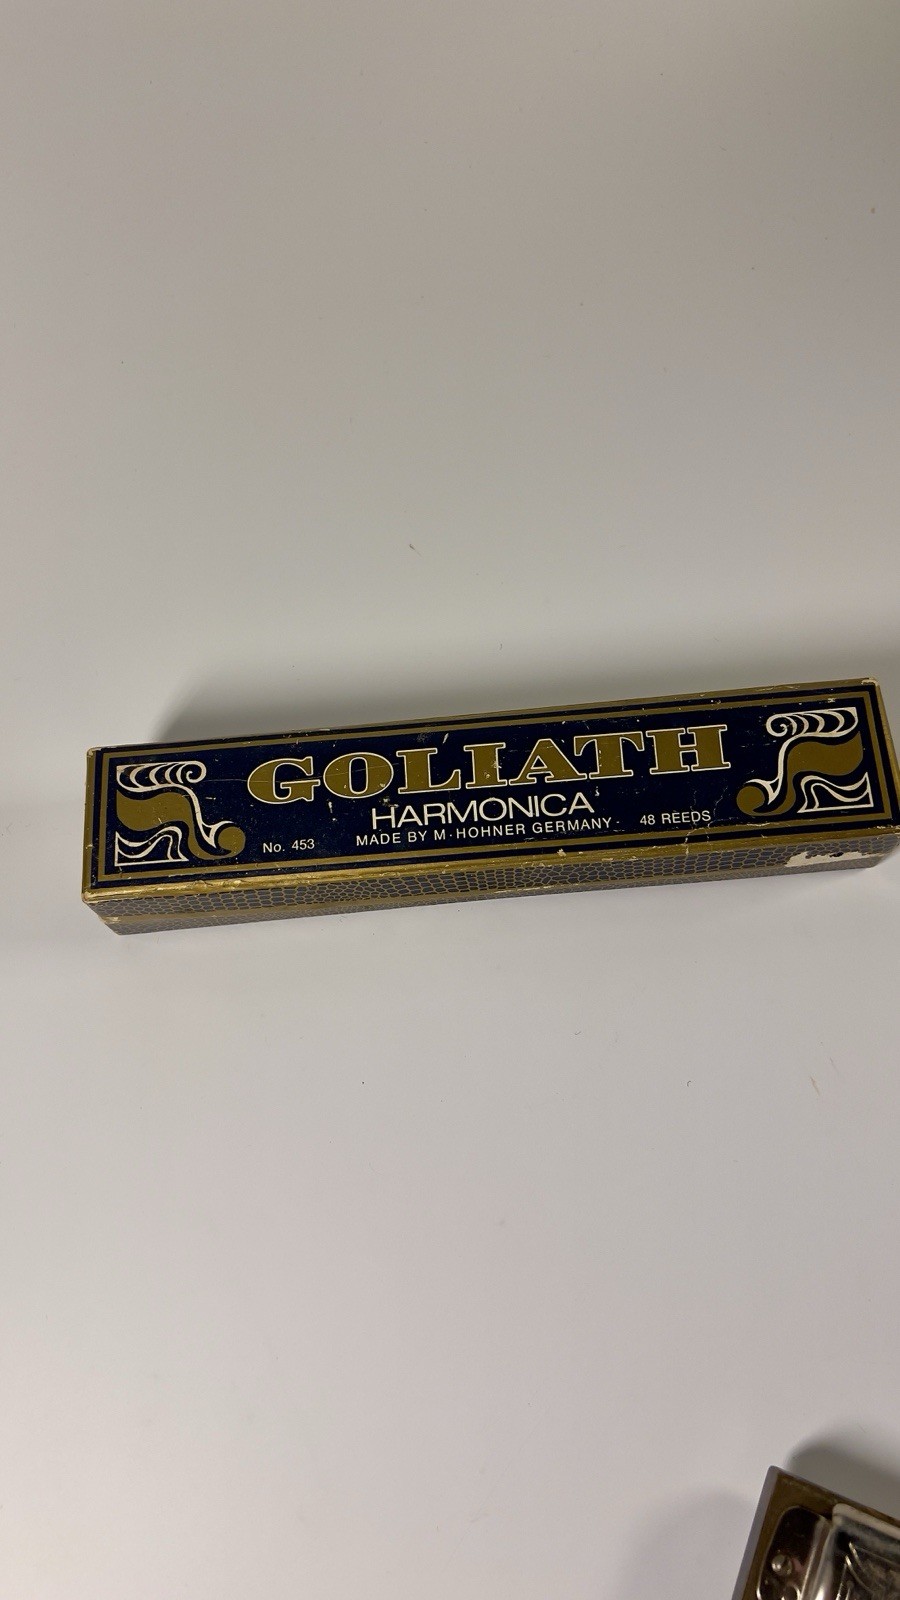 GOLIATH
HARMONICA
No. 453 MADE BY M·HOHNER GERMANY· 48 REEDS